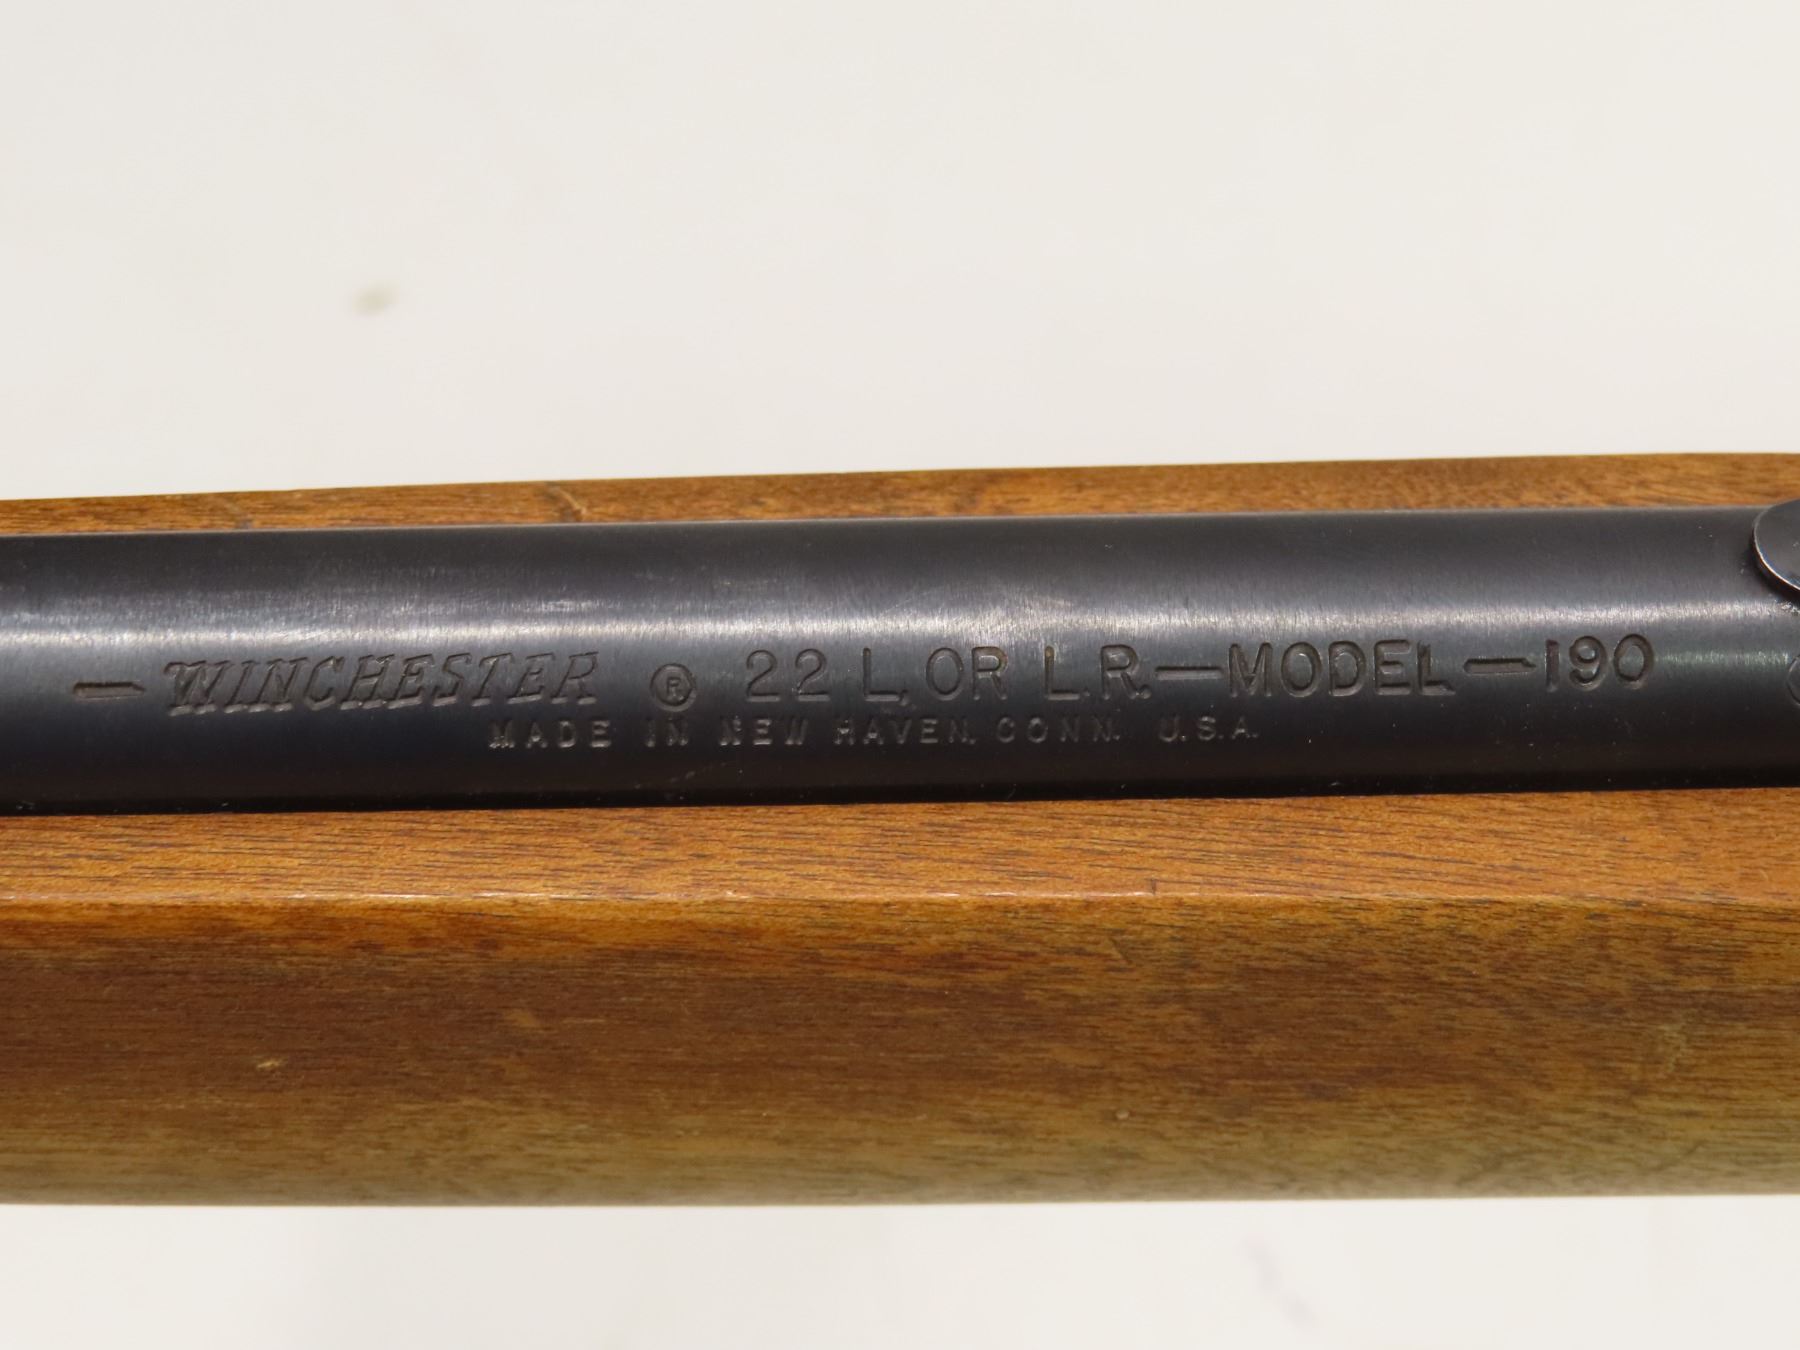 —WINCHESTER ® 22 L. OR L.R.—MODEL—190
MADE IN NEW HAVEN. CONN. U.S.A.